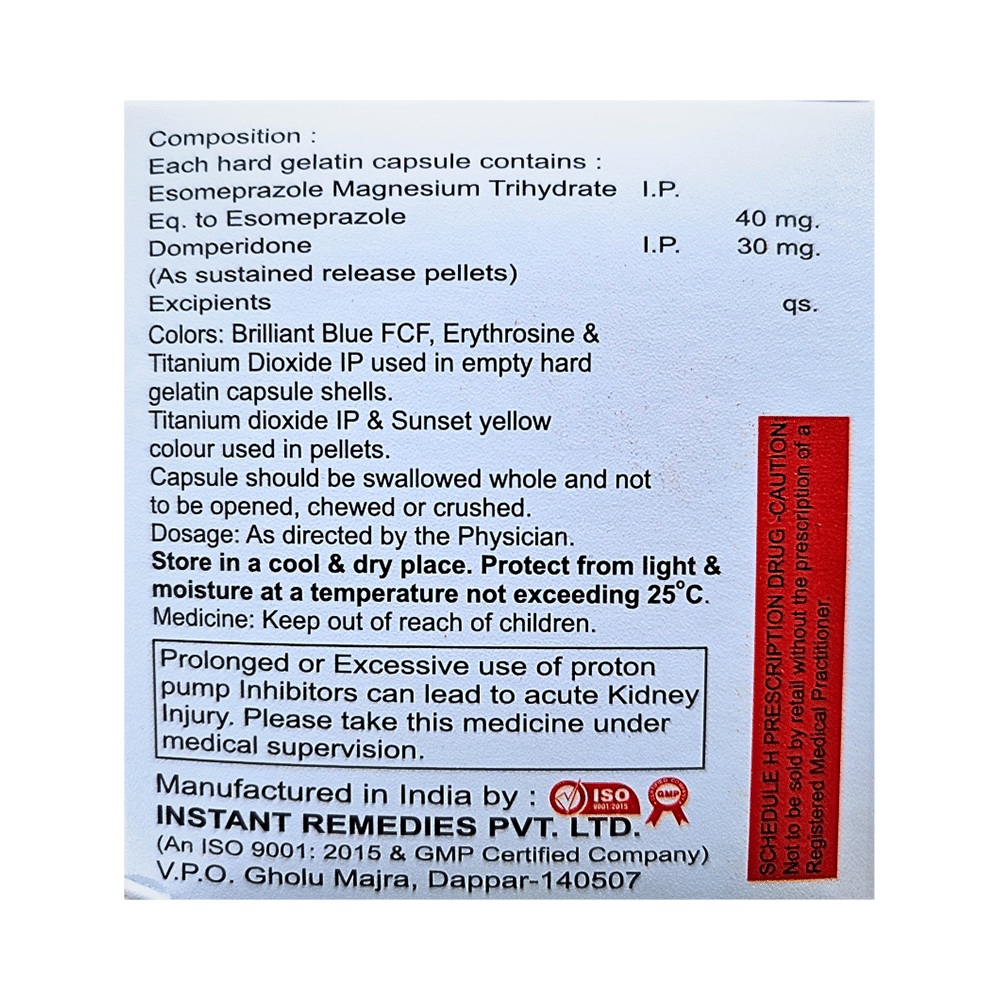 Composition :
Each hard gelatin capsule contains :
Esomeprazole Magnesium Trihydrate I.P.
Eq. to Esomeprazole 40 mg.
Domperidone I.P. 30 mg.
(As sustained release pellets)
Excipients qs.
Colors: Brilliant Blue FCF, Erythrosine &
Titanium Dioxide IP used in empty hard
gelatin capsule shells.
Titanium dioxide IP & Sunset yellow
colour used in pellets.
Capsule should be swallowed whole and not
to be opened, chewed or crushed.
Dosage: As directed by the Physician.
Store in a cool & dry place. Protect from light &
moisture at a temperature not exceeding 25°C.
Medicine: Keep out of reach of children.
Prolonged or Excessive use of proton
pump Inhibitors can lead to acute Kidney
Injury. Please take this medicine under
medical supervision.
Manufactured in India by :
ISO
9001:2015
GMP
INSTANT REMEDIES PVT. LTD.
(An ISO 9001: 2015 & GMP Certified Company)
V.P.O. Gholu Majra, Dappar-140507
SCHEDULE H PRESCRIPTION DRUG -CAUTION:
Not to be sold by retail without the prescription of a
Registered Medical Practitioner.